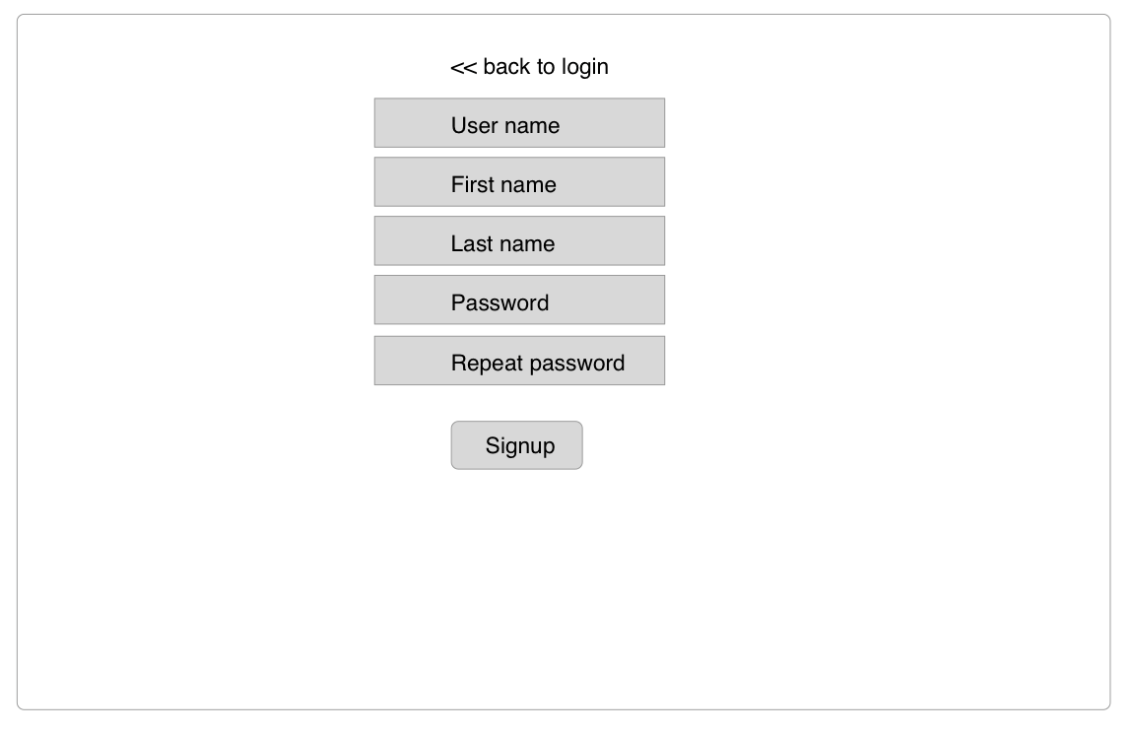 << back to login
User name
First name
Last name
Password
Repeat password
Signup